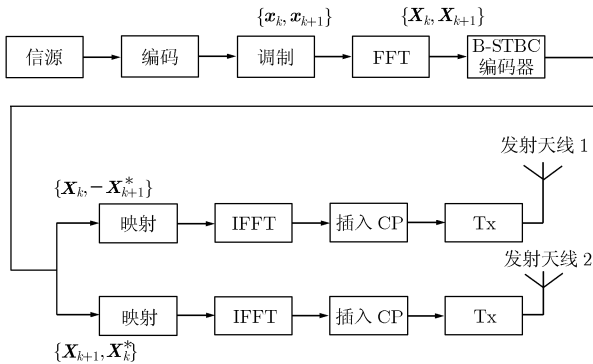 {x_k, x_{k+1}}
{X_k, X_{k+1}}
信源
编码
调制
FFT
B-STBC
编码器
发射天线 1
{X_k, −X*_{k+1}}
映射
IFFT
插入 CP
Tx
发射天线 2
映射
IFFT
插入 CP
Tx
{X_{k+1}, X*_k}